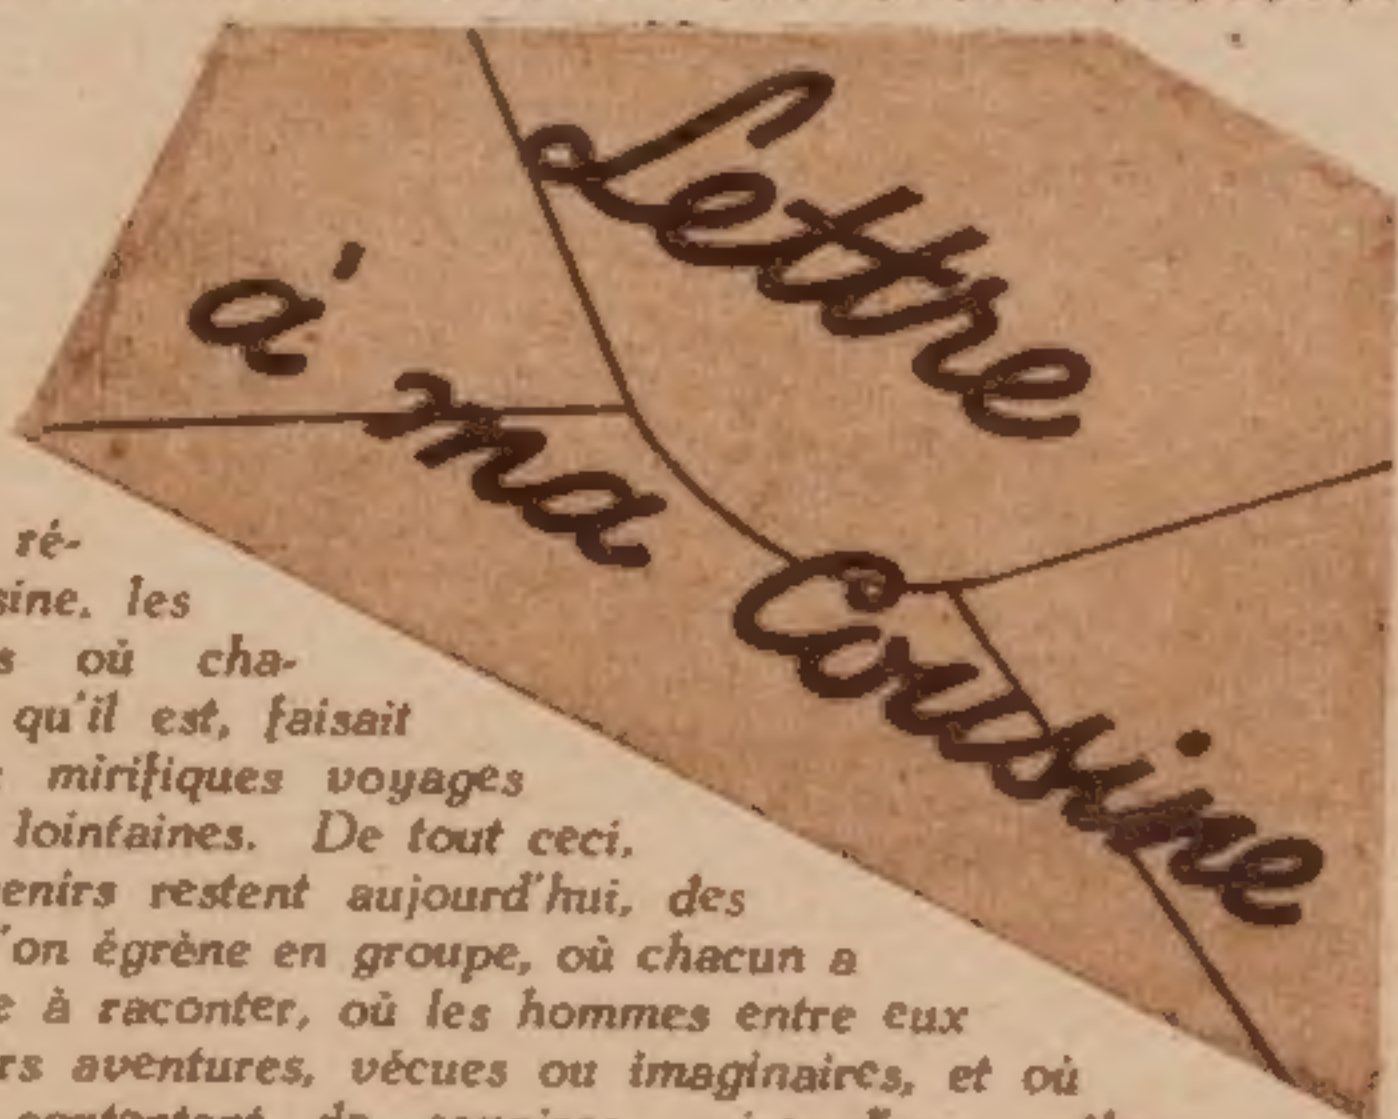 Lettre
à ma
Cousine
ré-
sine, les
s où cha-
qu'il est, faisait
mirifiques voyages
lointaines. De tout ceci,
enirs restent aujourd'hui, des
'on égrène en groupe, où chacun a
e à raconter, où les hommes entre eux
rs aventures, vécues ou imaginaires, et où